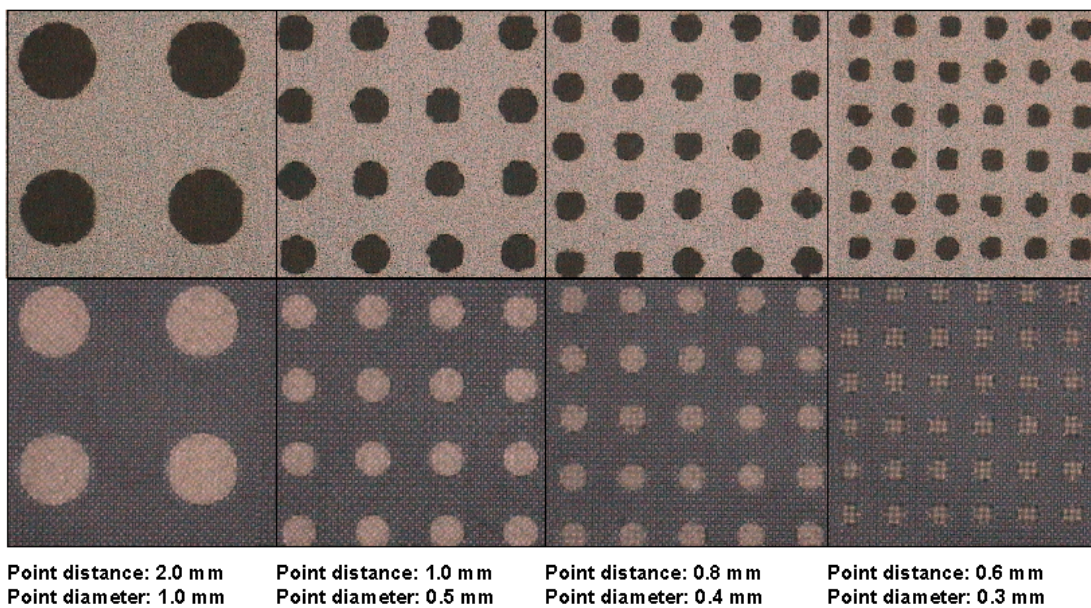 Point distance: 2.0 mm
Point diameter: 1.0 mm
Point distance: 1.0 mm
Point diameter: 0.5 mm
Point distance: 0.8 mm
Point diameter: 0.4 mm
Point distance: 0.6 mm
Point diameter: 0.3 mm